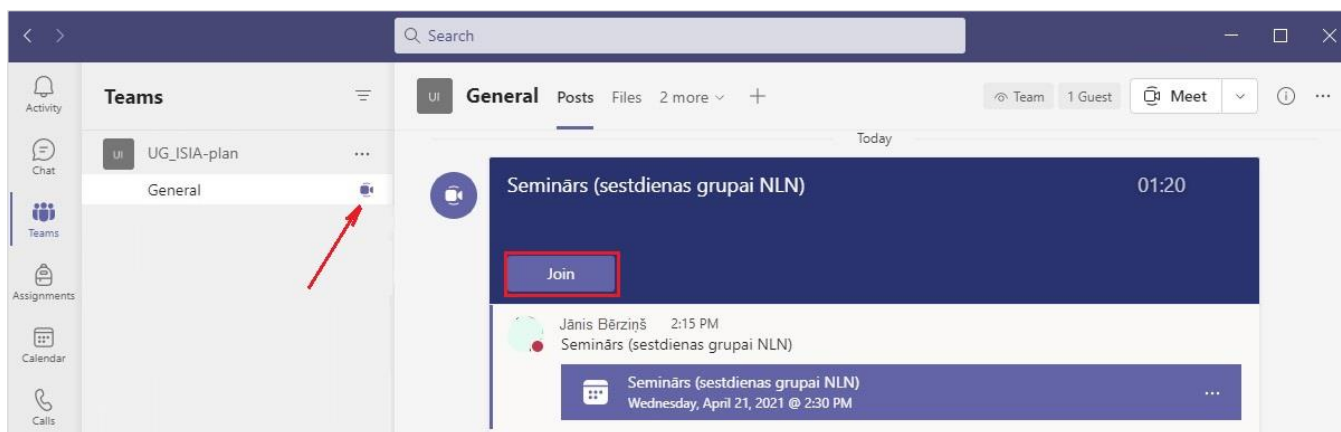 Search
Activity
Chat
Teams
Assignments
Calendar
Calls
Teams
UI UG_ISIA-plan
General
UI General Posts Files 2 more
Team 1 Guest Meet
Today
Seminārs (sestdienas grupai NLN) 01:20
Join
Jānis Bērziņš 2:15 PM
Seminārs (sestdienas grupai NLN)
Seminārs (sestdienas grupai NLN)
Wednesday, April 21, 2021 @ 2:30 PM